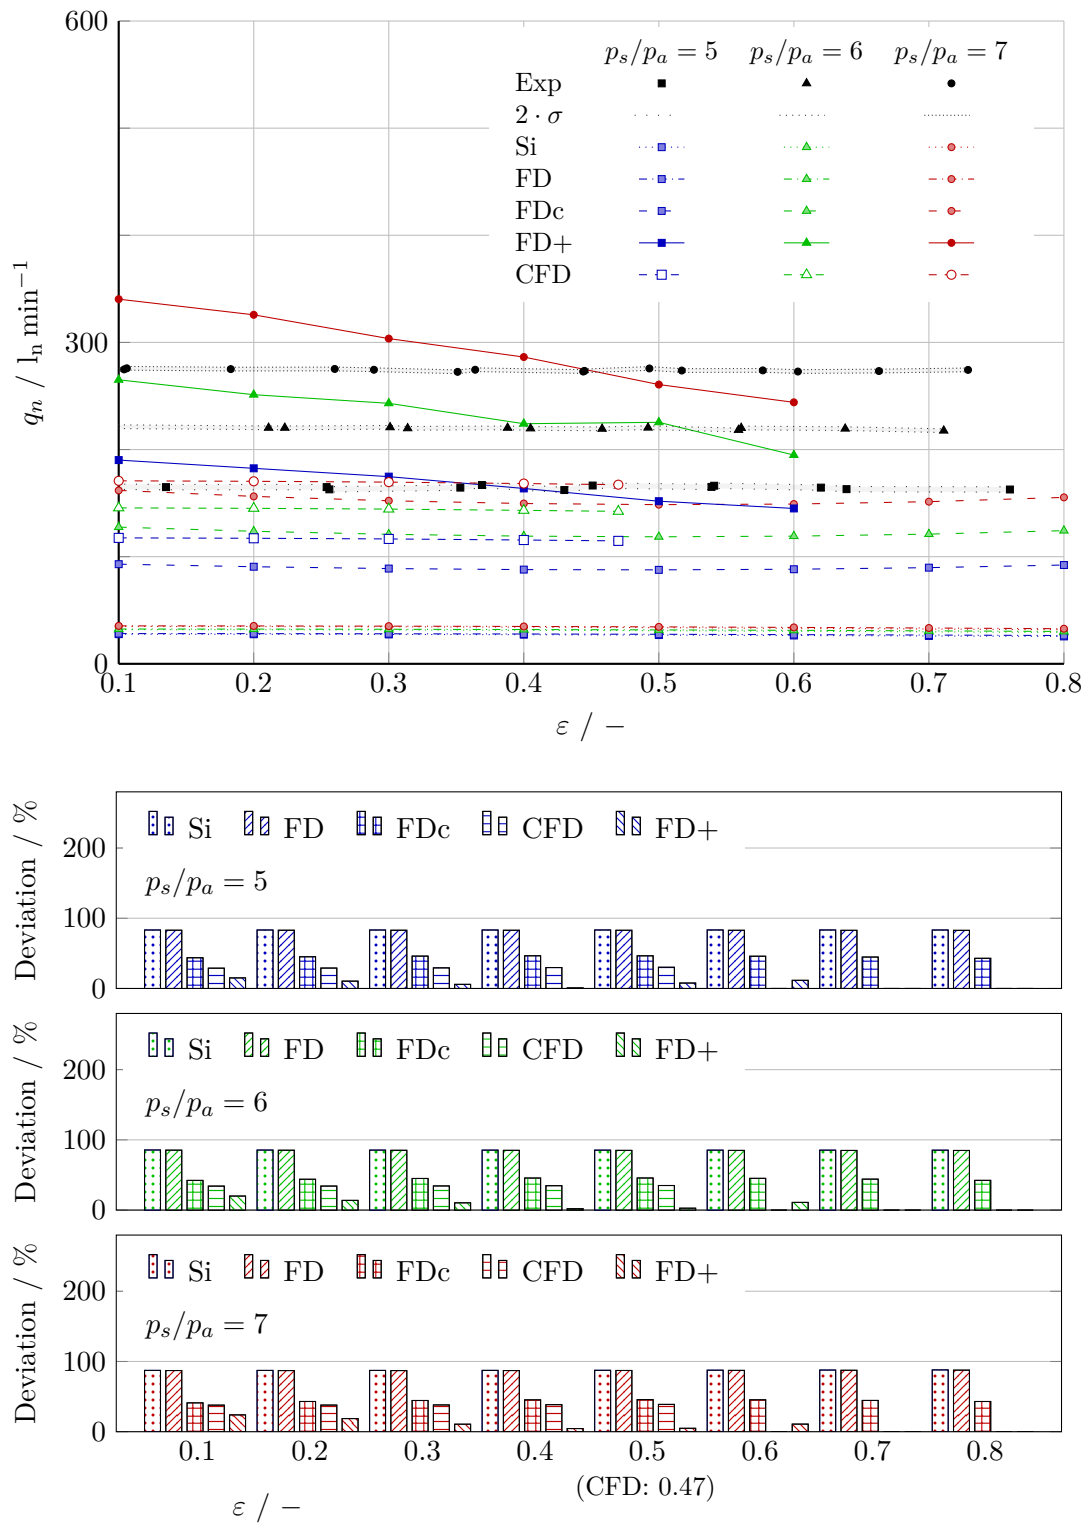 600
p_s/p_a = 5 p_s/p_a = 6 p_s/p_a = 7
Exp
2 · σ
Si
FD
FDc
FD+
CFD
q_n / l_n min⁻¹
300
0
0.1 0.2 0.3 0.4 0.5 0.6 0.7 0.8
ε / −
Deviation / %
200
100
0
Si FD FDc CFD FD+
p_s/p_a = 5
Deviation / %
200
100
0
Si FD FDc CFD FD+
p_s/p_a = 6
Deviation / %
200
100
0
Si FD FDc CFD FD+
p_s/p_a = 7
0.1 0.2 0.3 0.4 0.5 0.6 0.7 0.8
(CFD: 0.47)
ε / −